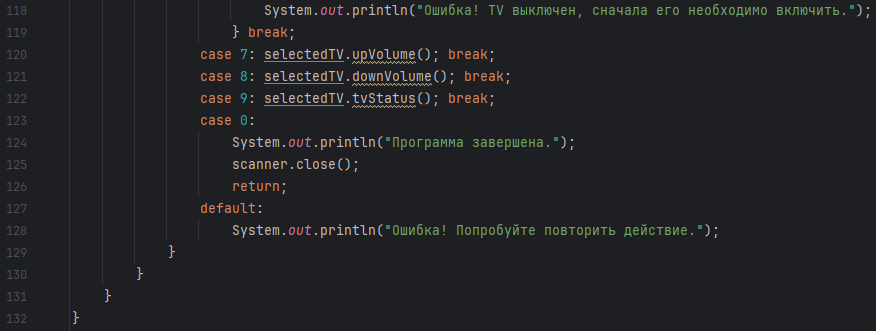 118 System.out.println("Ошибка! TV выключен, сначала его необходимо включить.");
119 } break;
120 case 7: selectedTV.upVolume(); break;
121 case 8: selectedTV.downVolume(); break;
122 case 9: selectedTV.tvStatus(); break;
123 case 0:
124 System.out.println("Программа завершена.");
125 scanner.close();
126 return;
127 default:
128 System.out.println("Ошибка! Попробуйте повторить действие.");
129 }
130 }
131 }
132 }